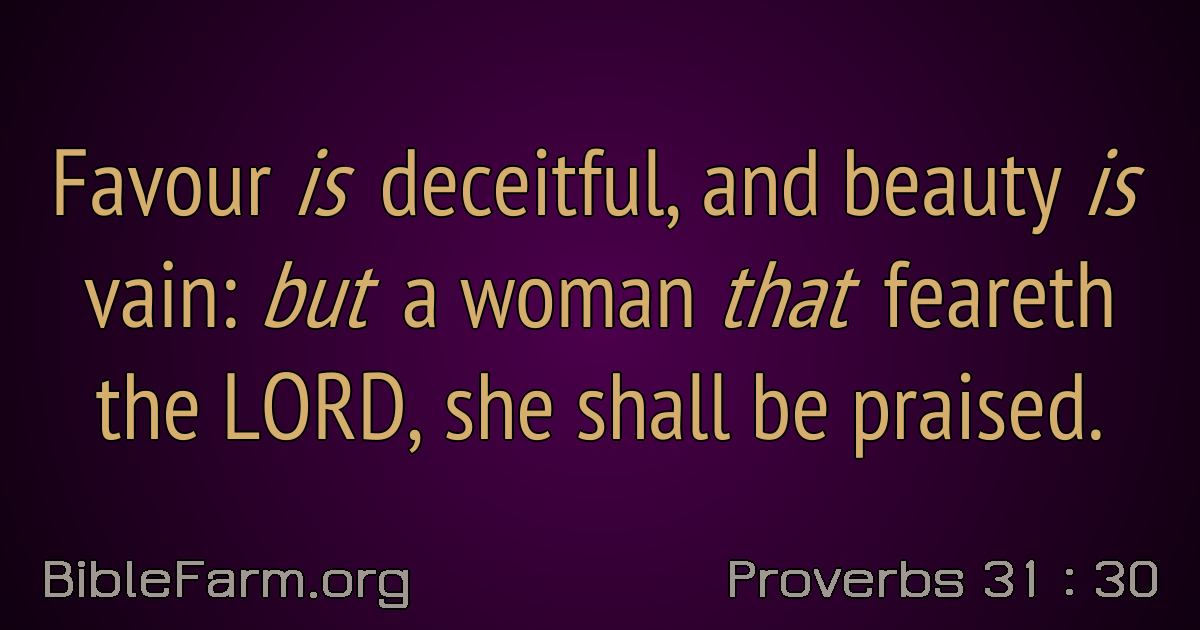 Favour is deceitful, and beauty is
vain: but a woman that feareth
the LORD, she shall be praised.
BibleFarm.org
Proverbs 31 : 30